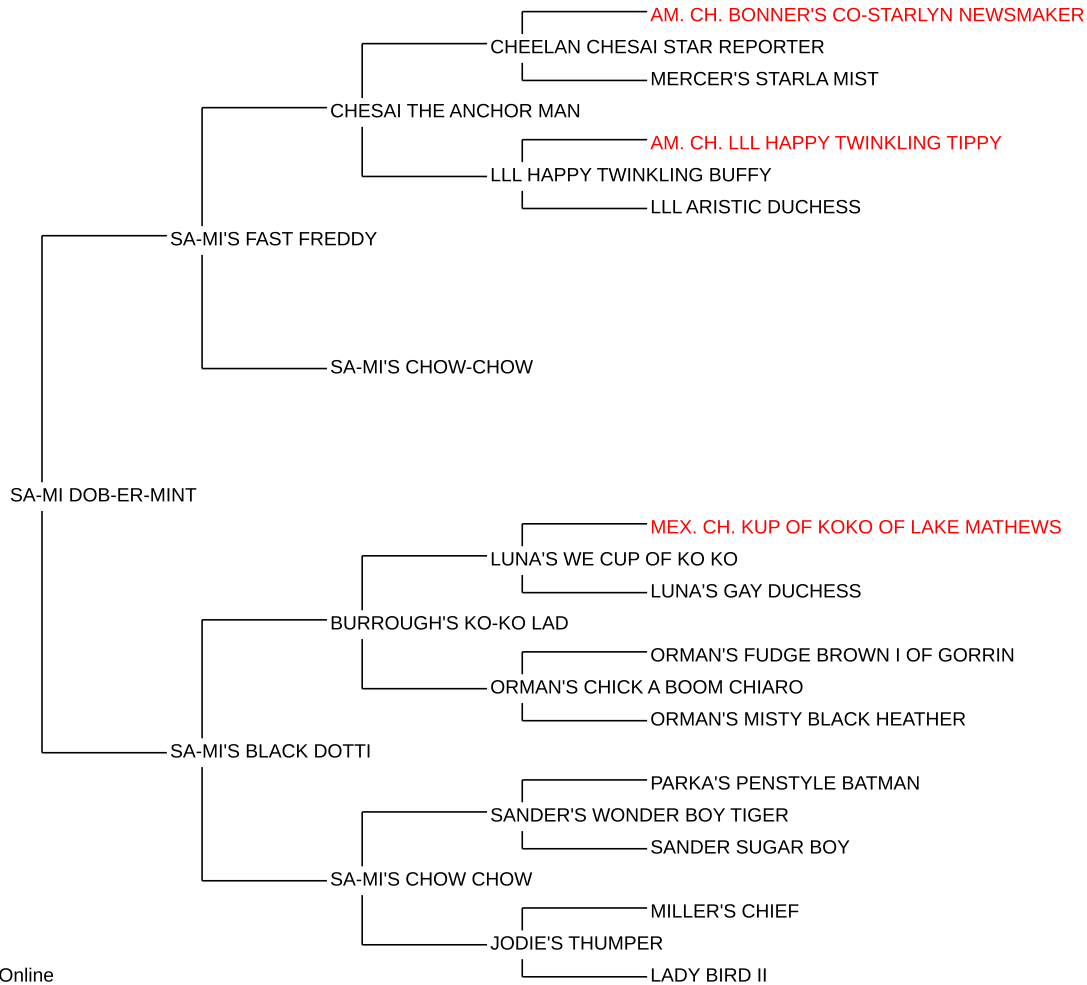 AM. CH. BONNER'S CO-STARLYN NEWSMAKER
CHEELAN CHESAI STAR REPORTER
MERCER'S STARLA MIST
CHESAI THE ANCHOR MAN
AM. CH. LLL HAPPY TWINKLING TIPPY
LLL HAPPY TWINKLING BUFFY
LLL ARISTIC DUCHESS
SA-MI'S FAST FREDDY
SA-MI'S CHOW-CHOW
SA-MI DOB-ER-MINT
MEX. CH. KUP OF KOKO OF LAKE MATHEWS
LUNA'S WE CUP OF KO KO
LUNA'S GAY DUCHESS
BURROUGH'S KO-KO LAD
ORMAN'S FUDGE BROWN I OF GORRIN
ORMAN'S CHICK A BOOM CHIARO
ORMAN'S MISTY BLACK HEATHER
SA-MI'S BLACK DOTTI
PARKA'S PENSTYLE BATMAN
SANDER'S WONDER BOY TIGER
SANDER SUGAR BOY
SA-MI'S CHOW CHOW
MILLER'S CHIEF
JODIE'S THUMPER
LADY BIRD II
Online